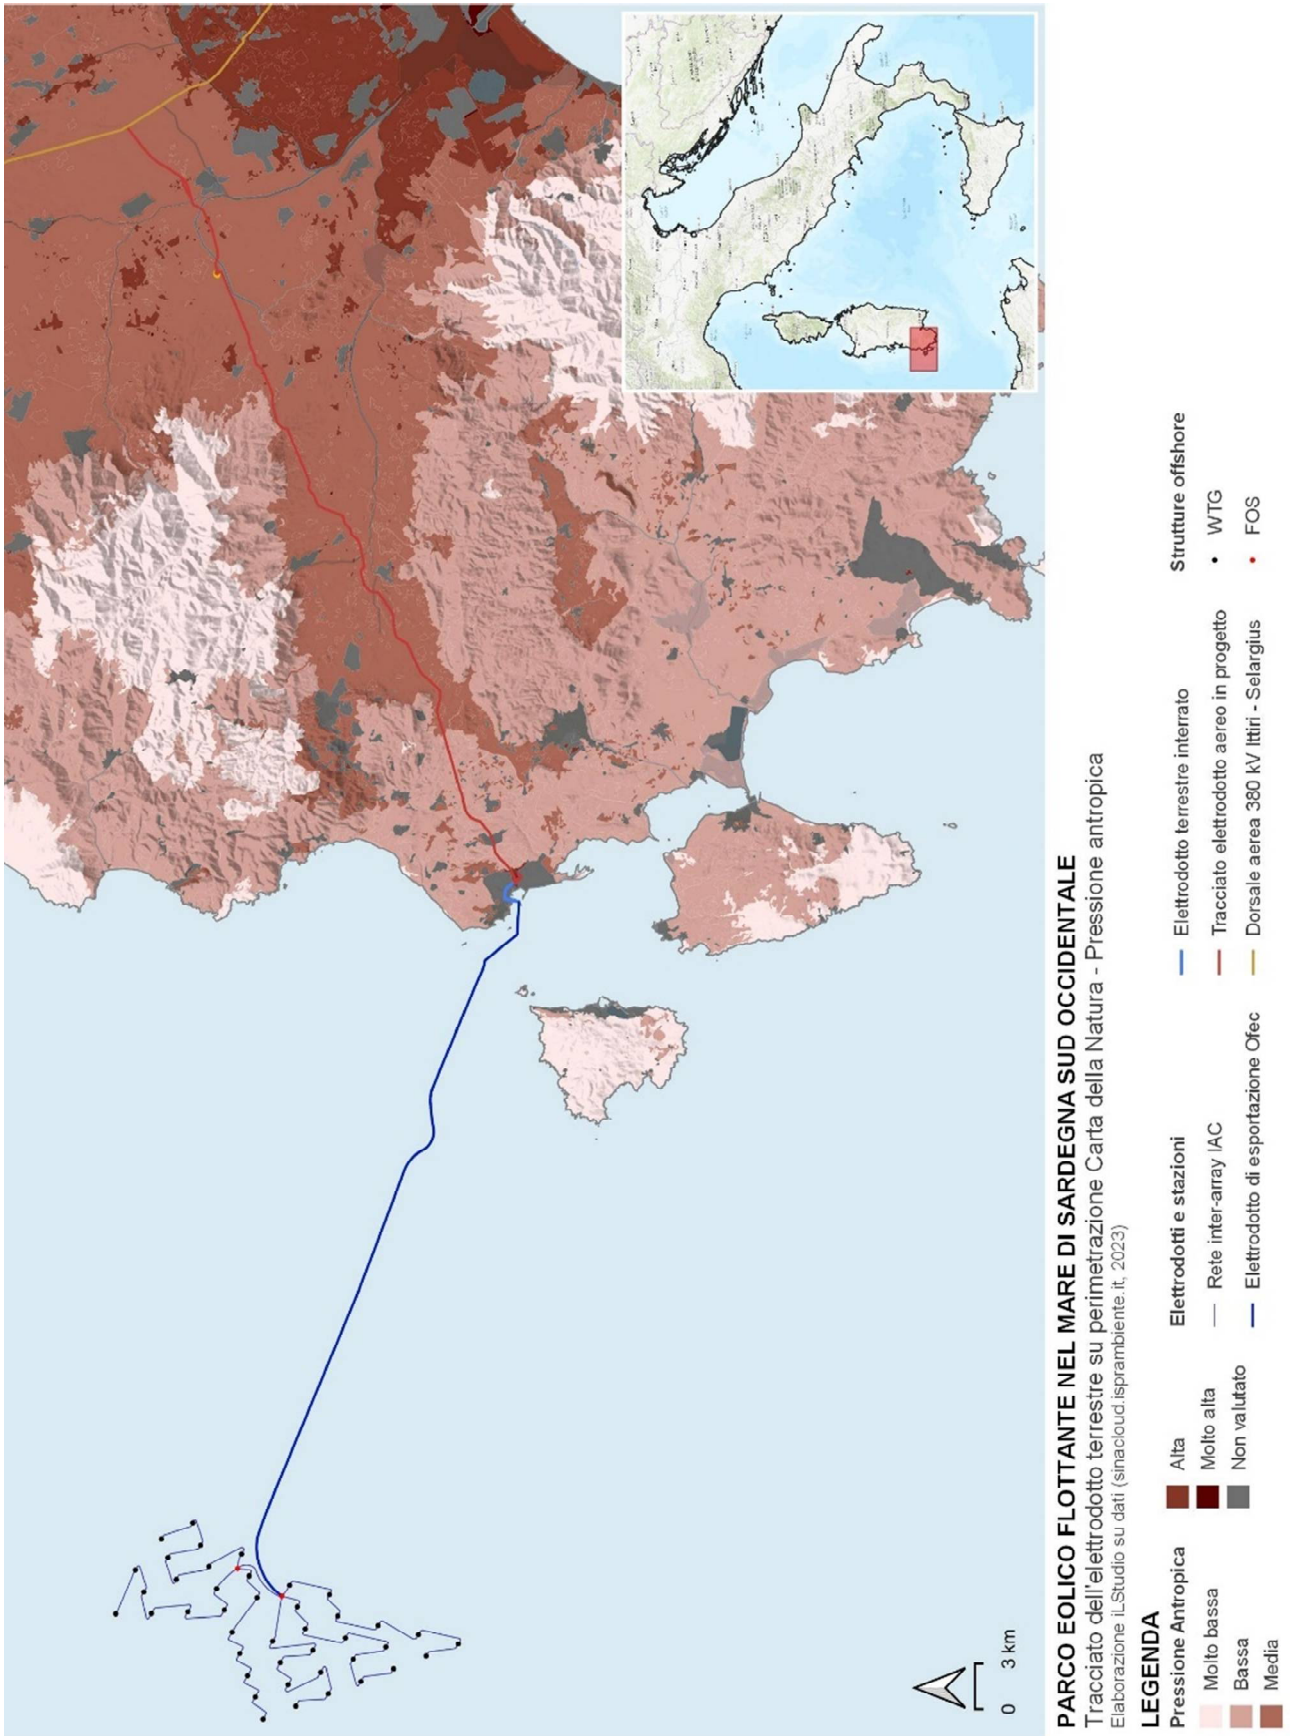 0 3 km
PARCO EOLICO FLOTTANTE NEL MARE DI SARDEGNA SUD OCCIDENTALE
Tracciato dell'elettrodotto terrestre su perimetrazione Carta della Natura - Pressione antropica
Elaborazione iLStudio su dati (sinacloud.isprambiente.it, 2023)
LEGENDA
Pressione Antropica
Molto bassa
Bassa
Media
Alta
Molto alta
Non valutato
Elettrodotti e stazioni
Rete inter-array IAC
Elettrodotto di esportazione Ofec
Elettrodotto terrestre interrato
Tracciato elettrodotto aereo in progetto
Dorsale aerea 380 kV Ittiri - Selargius
Strutture offshore
WTG
FOS